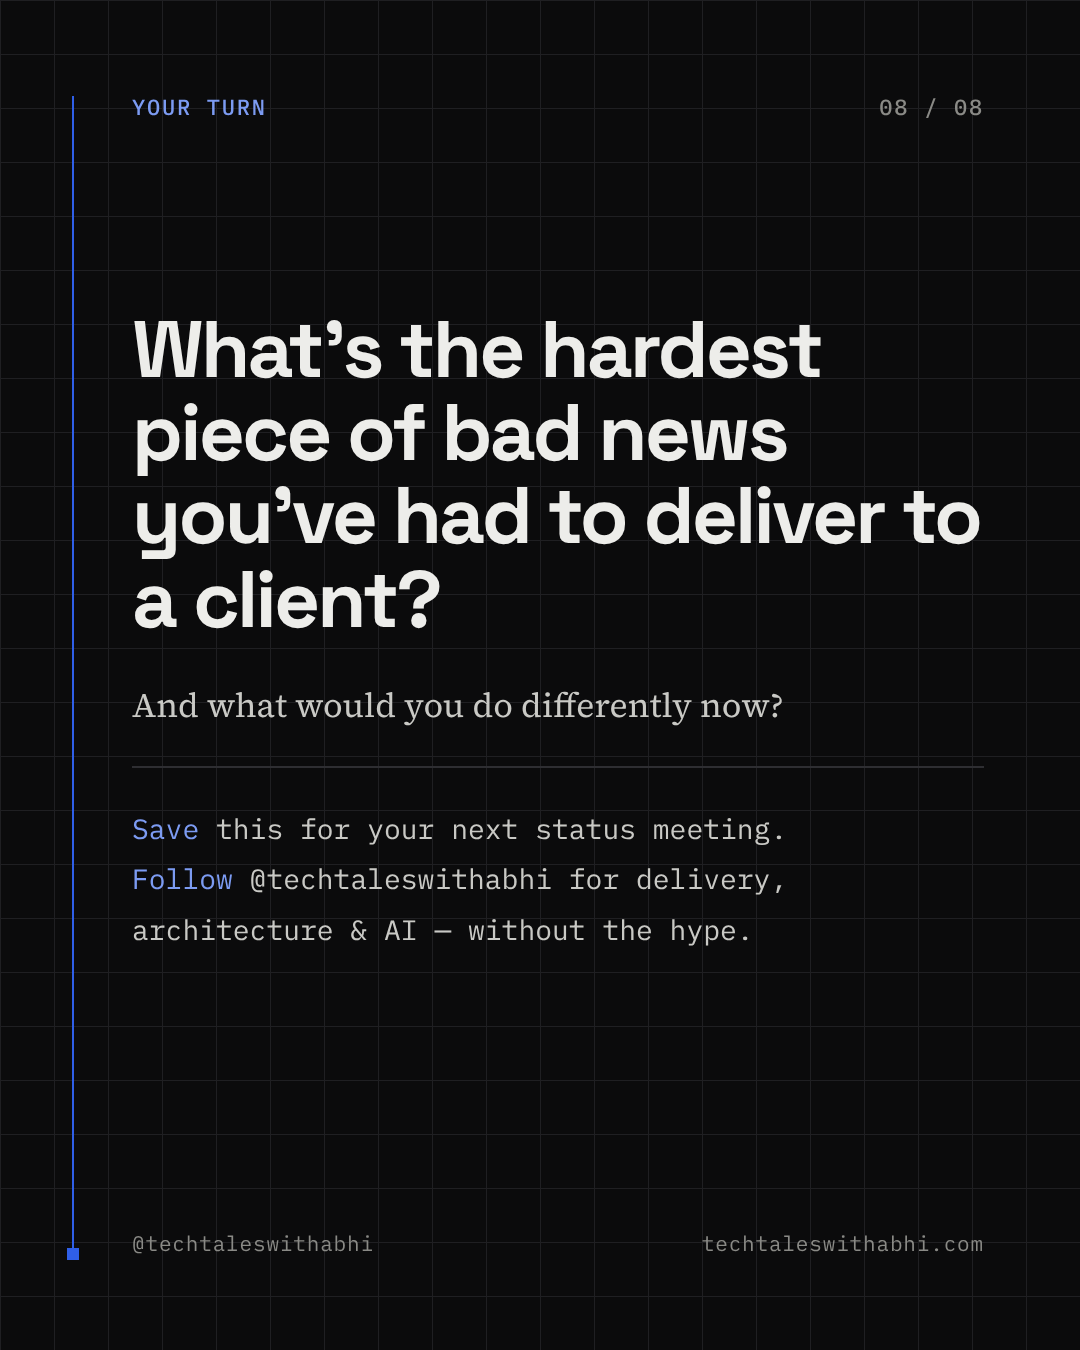 YOUR TURN
08 / 08
What’s the hardest
piece of bad news
you’ve had to deliver to
a client?
And what would you do differently now?
Save this for your next status meeting.
Follow @techtaleswithabhi for delivery,
architecture & AI — without the hype.
@techtaleswithabhi
techtaleswithabhi.com